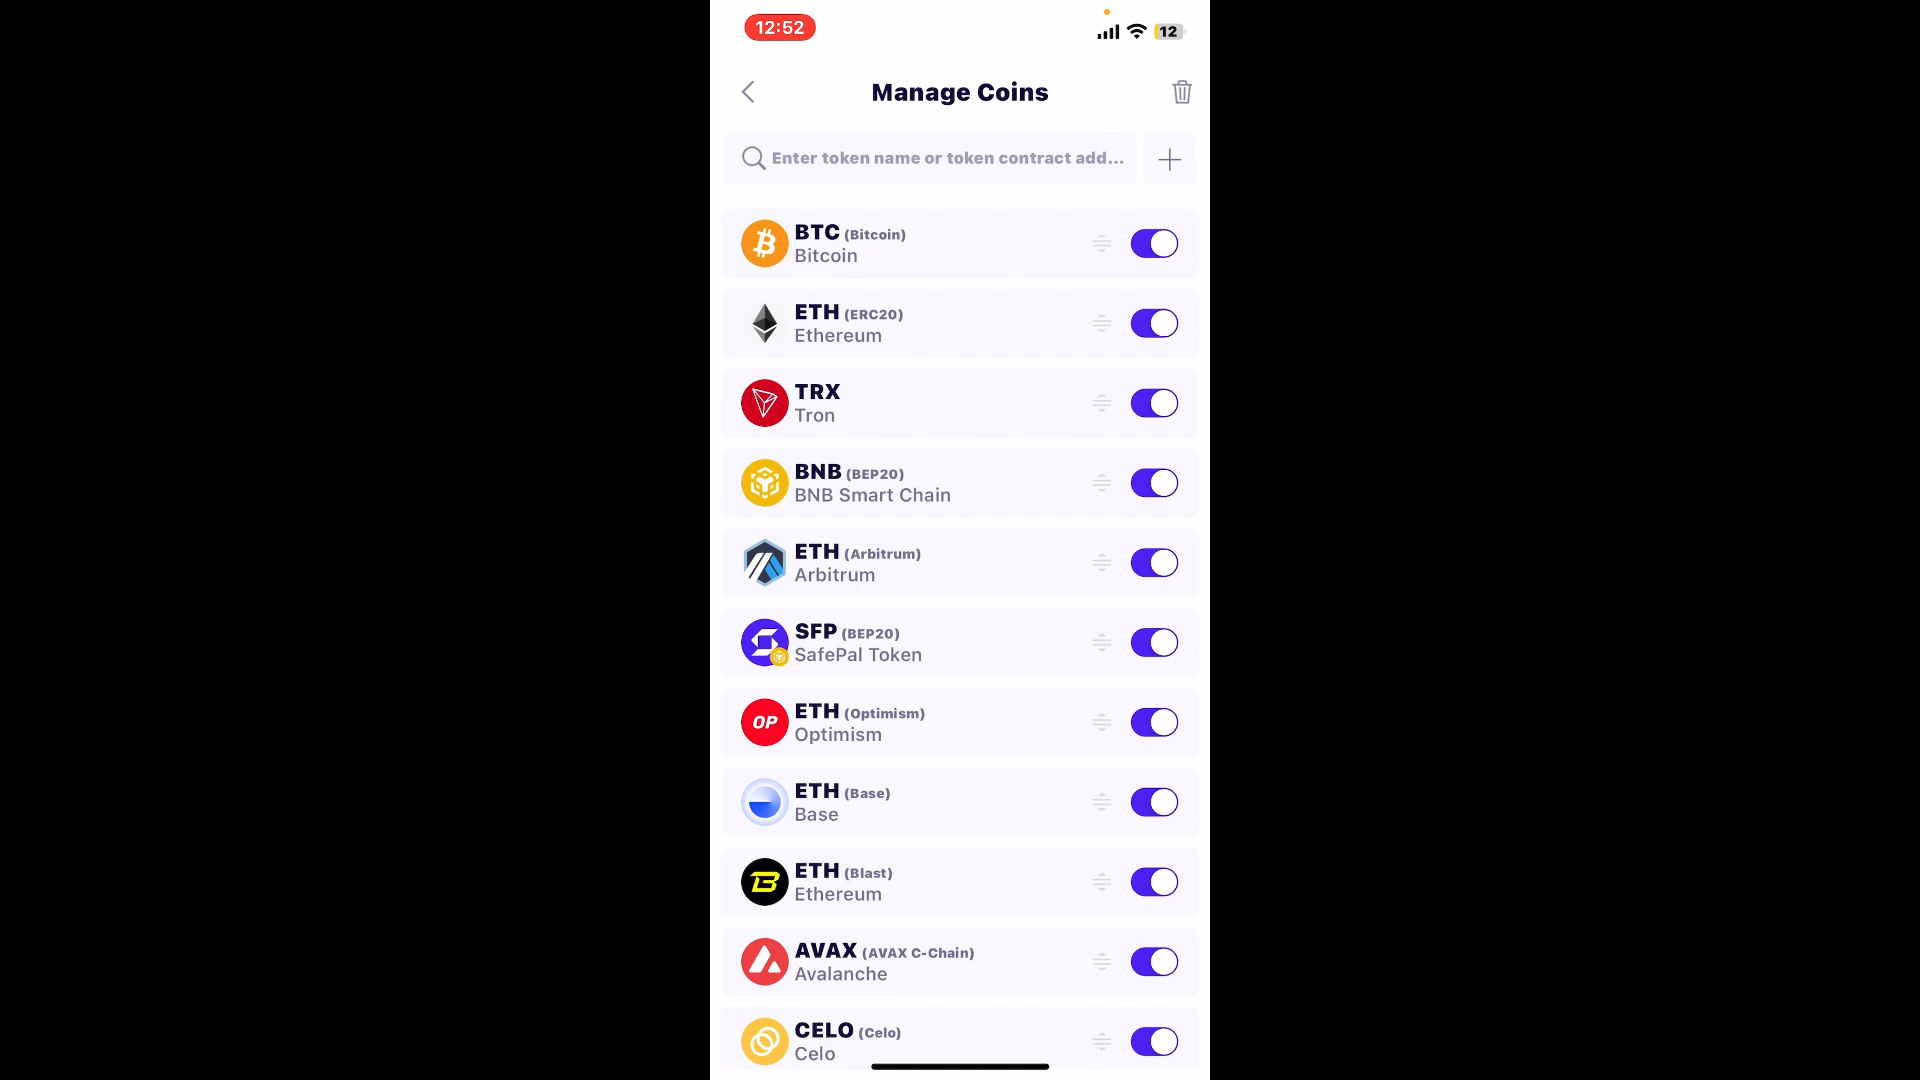 12:52
12
Manage Coins
Enter token name or token contract add...
BTC (Bitcoin)
Bitcoin
ETH (ERC20)
Ethereum
TRX
Tron
BNB (BEP20)
BNB Smart Chain
ETH (Arbitrum)
Arbitrum
SFP (BEP20)
SafePal Token
OP
ETH (Optimism)
Optimism
ETH (Base)
Base
ETH (Blast)
Ethereum
AVAX (AVAX C-Chain)
Avalanche
CELO (Celo)
Celo